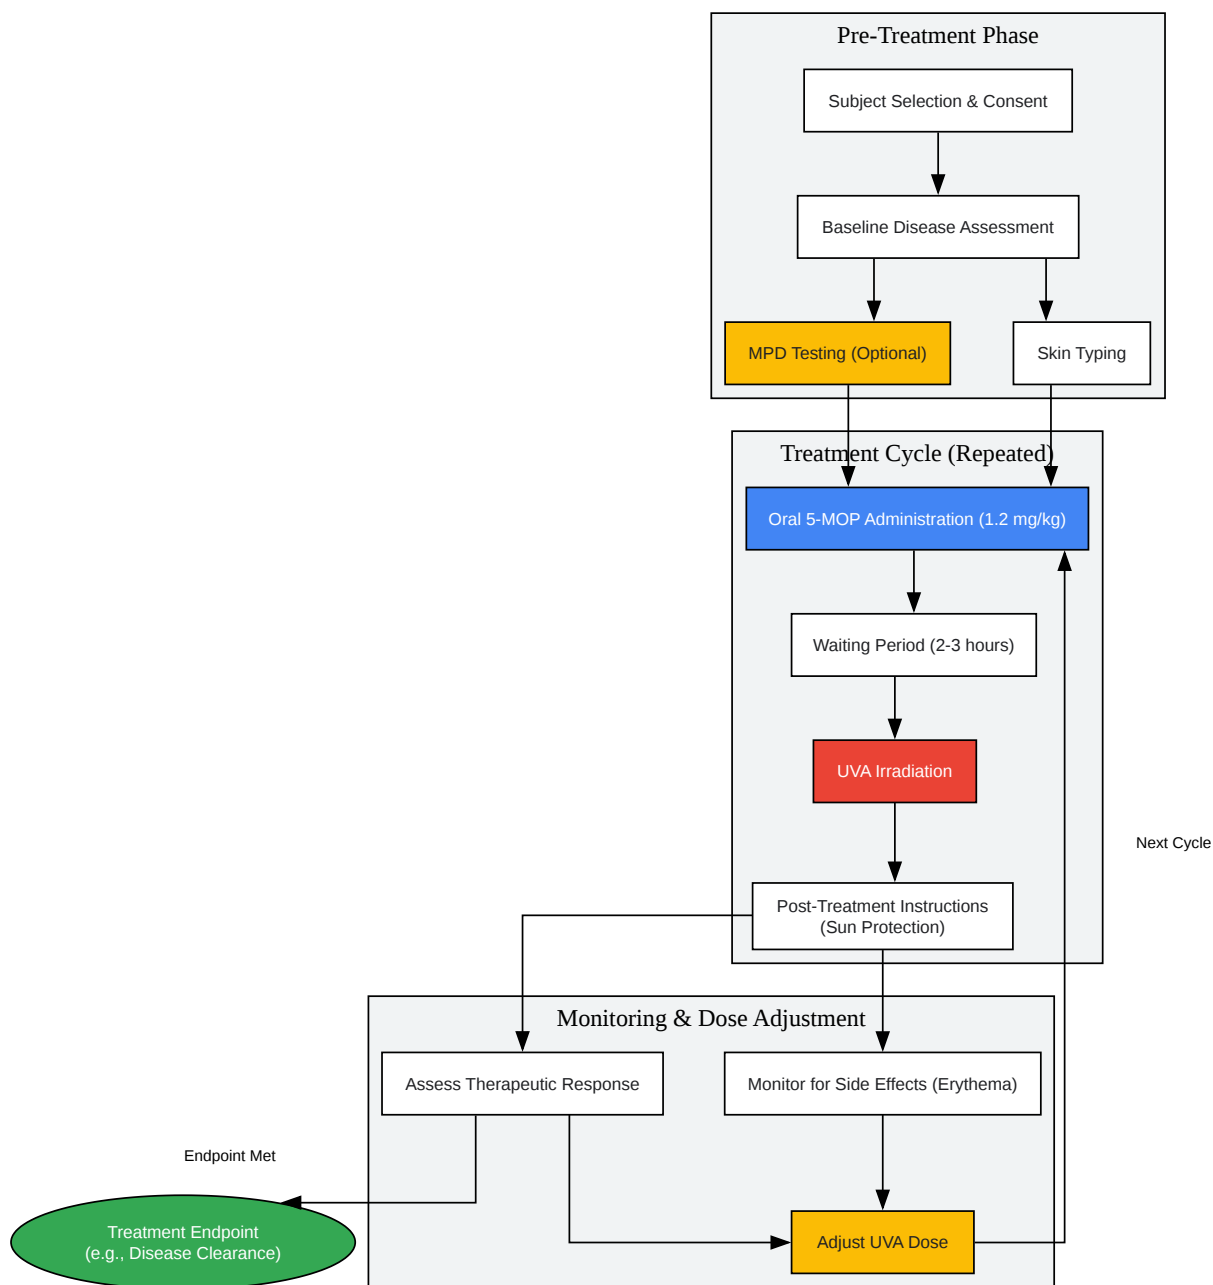 Pre-Treatment Phase
Subject Selection & Consent
Baseline Disease Assessment
MPD Testing (Optional)
Skin Typing
Treatment Cycle (Repeated)
Oral 5-MOP Administration (1.2 mg/kg)
Waiting Period (2-3 hours)
UVA Irradiation
Next Cycle
Post-Treatment Instructions
(Sun Protection)
Monitoring & Dose Adjustment
Assess Therapeutic Response
Monitor for Side Effects (Erythema)
Endpoint Met
Treatment Endpoint
(e.g., Disease Clearance)
Adjust UVA Dose